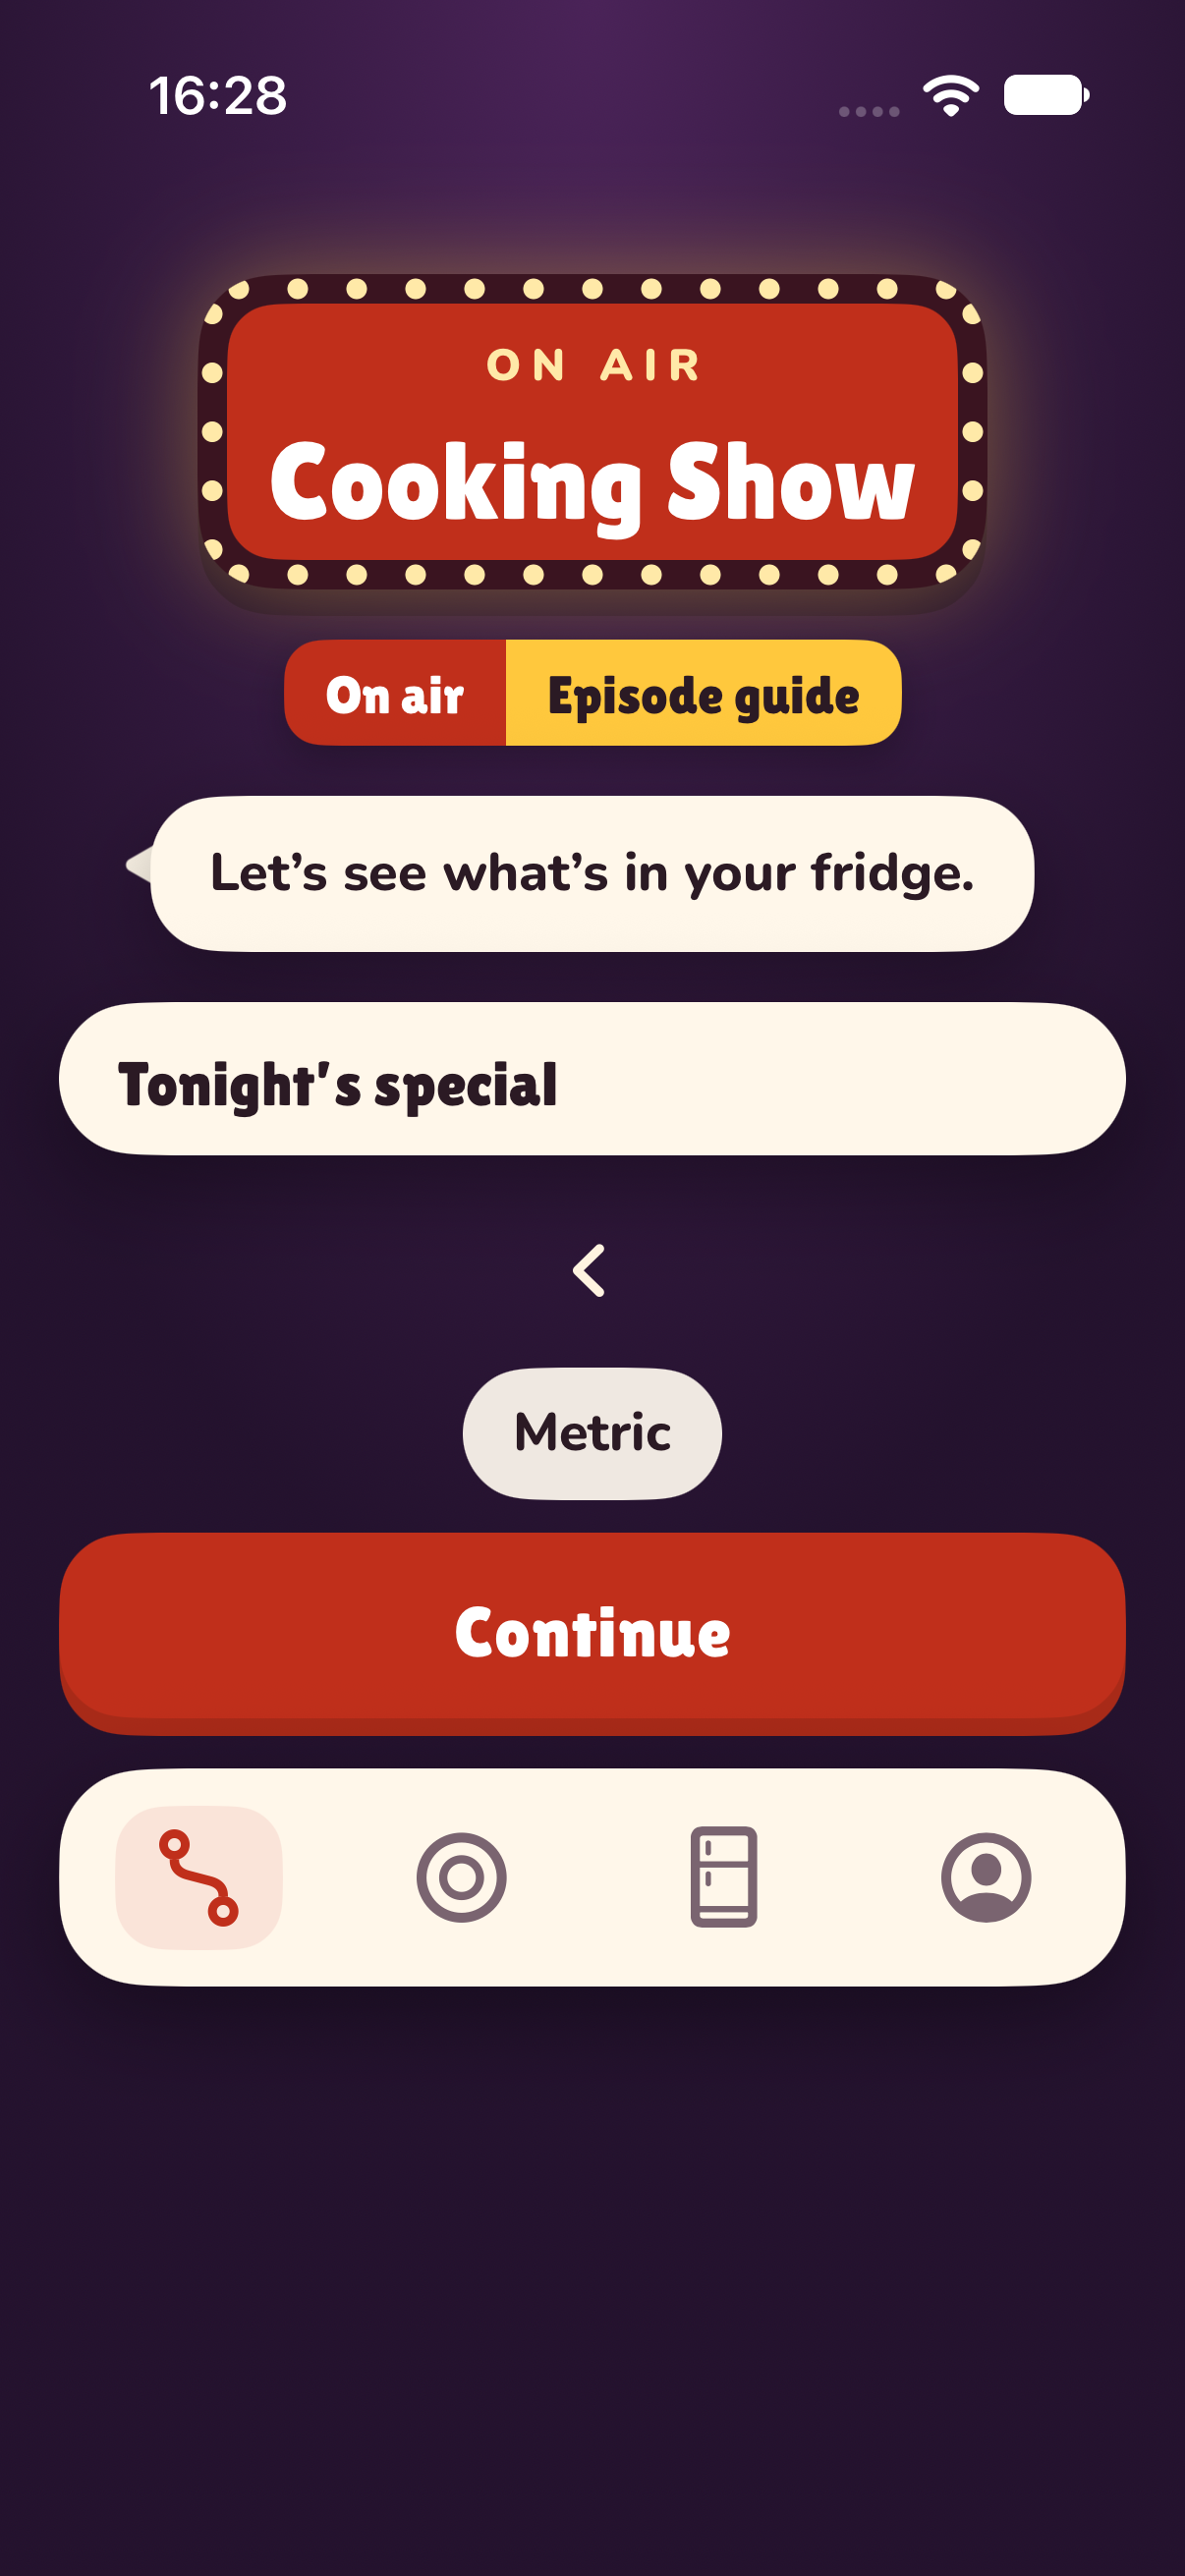 16:28
ON AIR
Cooking Show
On air
Episode guide
Let’s see what’s in your fridge.
Tonight's special
Metric
Continue